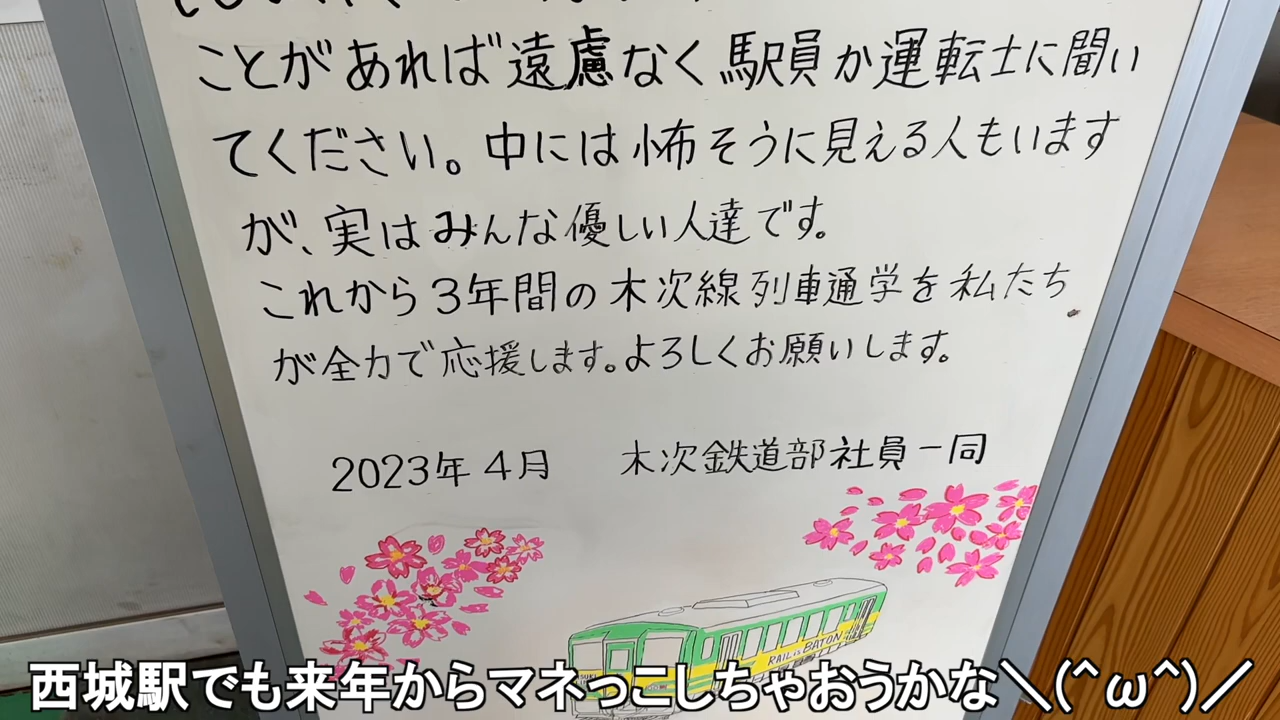 ことがあれば遠慮なく駅員か運転士に聞い
てください。中には怖そうに見える人もいます
が、実はみんな優しい人達です。
これから3年間の木次線列車通学を私たち
が全力で応援します。よろしくお願いします。
2023年4月 木次鉄道部社員一同
RAIL is BATON
西城駅でも来年からマネっこしちゃおうかな＼(^ω^)／